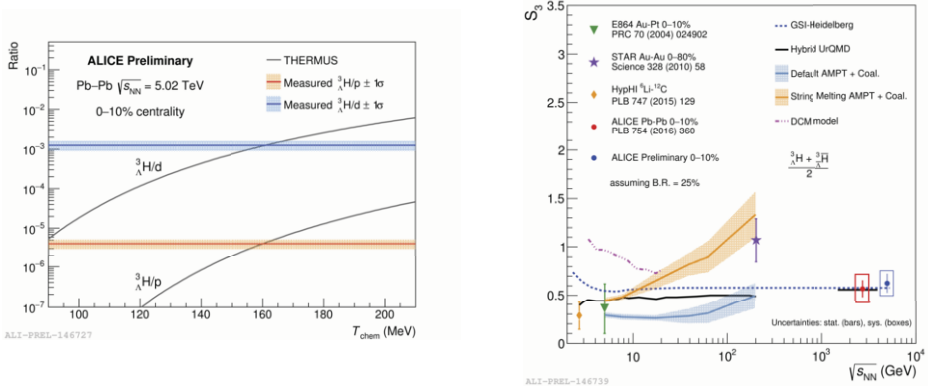 Ratio
10⁻¹
10⁻²
10⁻³
10⁻⁴
10⁻⁵
10⁻⁶
10⁻⁷
ALICE Preliminary
Pb–Pb √sNN = 5.02 TeV
0–10% centrality
THERMUS
Measured ³ΛH/p ± 1σ
Measured ³ΛH/d ± 1σ
³ΛH/d
³ΛH/p
100 120 140 160 180 200
Tchem (MeV)
ALI-PREL-146727
S₃
3.5
3
2.5
2
1.5
1
0.5
0
E864 Au-Pt 0–10%
PRC 70 (2004) 024902
STAR Au-Au 0–80%
Science 328 (2010) 58
HypHI ⁶Li-¹²C
PLB 747 (2015) 129
ALICE Pb-Pb 0–10%
PLB 754 (2016) 360
ALICE Preliminary 0–10%
assuming B.R. = 25%
GSI-Heidelberg
Hybrid UrQMD
Default AMPT + Coal.
String Melting AMPT + Coal.
DCM model
³ΛH + ³Λ̅H̅
2
Uncertainties: stat. (bars), sys. (boxes)
10 10² 10³ 10⁴
√sNN (GeV)
ALI-PREL-146739